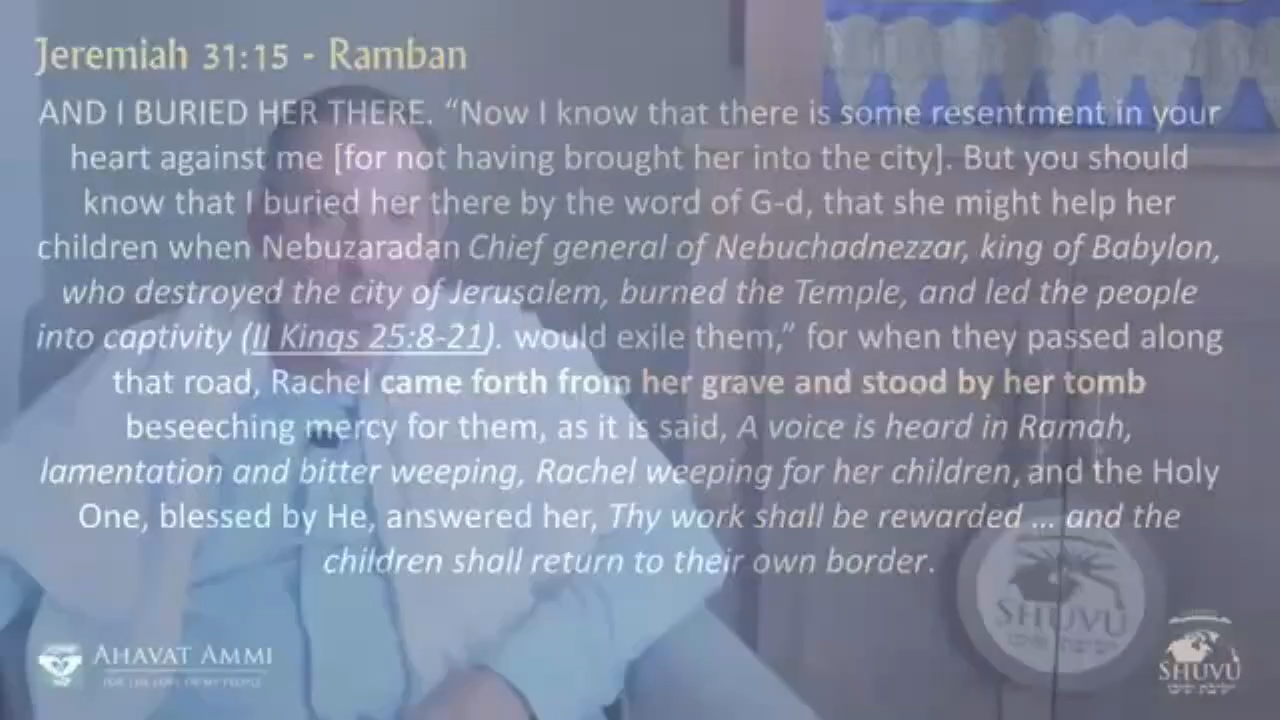 Jeremiah 31:15 - Ramban
AND I BURIED HER THERE. “Now I know that there is some resentment in your
heart against me [for not having brought her into the city]. But you should
know that I buried her there by the word of G-d, that she might help her
children when Nebuzaradan Chief general of Nebuchadnezzar, king of Babylon,
who destroyed the city of Jerusalem, burned the Temple, and led the people
into captivity (II Kings 25:8-21). would exile them,” for when they passed along
that road, Rachel came forth from her grave and stood by her tomb
beseeching mercy for them, as it is said, A voice is heard in Ramah,
lamentation and bitter weeping, Rachel weeping for her children, and the Holy
One, blessed by He, answered her, Thy work shall be rewarded ... and the
children shall return to their own border.
SHUVU
AHAVAT AMMI
FOR THE LOVE OF MY PEOPLE
SHUVU